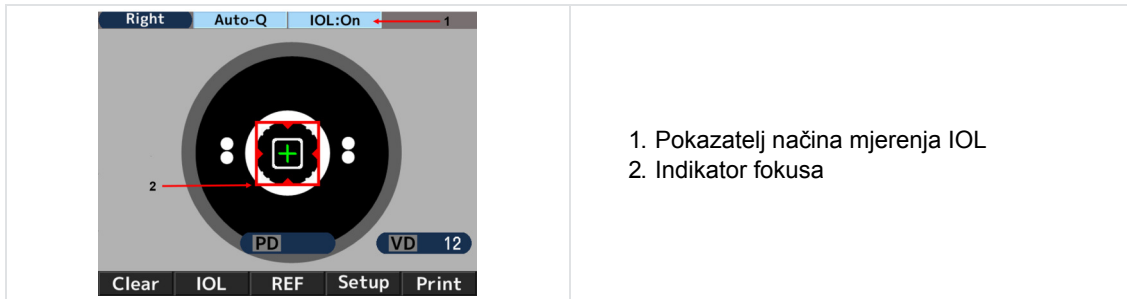 Right Auto-Q IOL:On 1
2
PD VD 12
Clear IOL REF Setup Print
1. Pokazatelj načina mjerenja IOL
2. Indikator fokusa